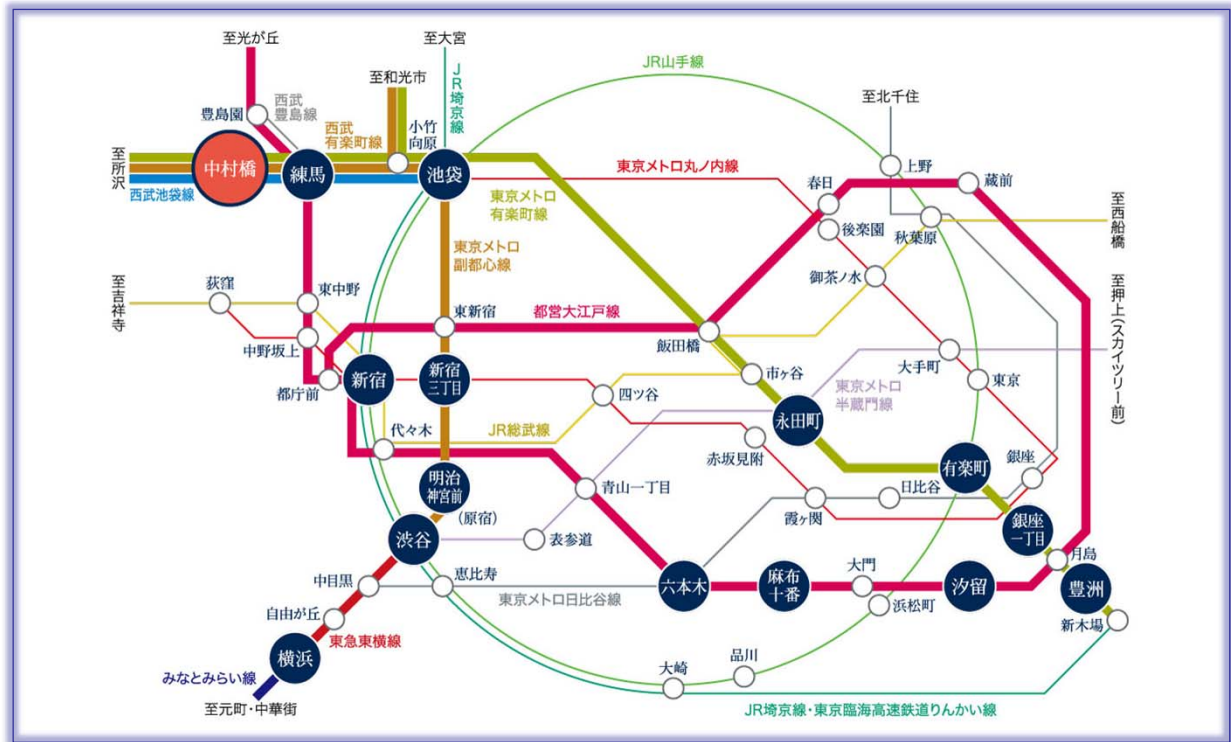 至光が丘
至大宮
JR山手線
至和光市
JR埼京線
至北千住
豊島園
西武
豊島線
西武
有楽町線
小竹
向原
至所沢
中村橋
練馬
池袋
西武池袋線
東京メトロ丸ノ内線
上野
春日
蔵前
東京メトロ
有楽町線
後楽園
秋葉原
至西船橋
東京メトロ
副都心線
御茶ノ水
至吉祥寺
荻窪
東中野
東新宿
都営大江戸線
飯田橋
至押上(スカイツリー前)
中野坂上
都庁前
新宿
新宿
三丁目
市ヶ谷
大手町
東京
四ツ谷
東京メトロ
半蔵門線
永田町
代々木
JR総武線
赤坂見附
有楽町
銀座
明治
神宮前
(原宿)
青山一丁目
日比谷
霞ヶ関
渋谷
表参道
銀座
一丁目
中目黒
恵比寿
六本木
麻布
十番
大門
汐留
月島
豊洲
東京メトロ日比谷線
浜松町
新木場
自由が丘
東急東横線
横浜
大崎
品川
みなとみらい線
至元町・中華街
JR埼京線・東京臨海高速鉄道りんかい線